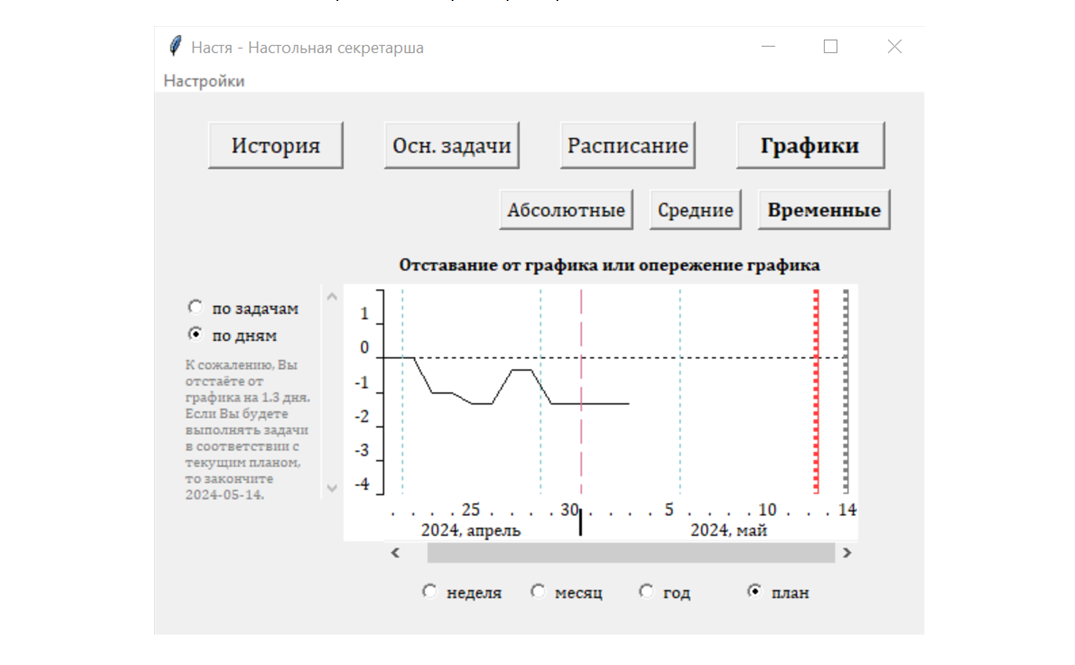 Настя - Настольная секретарша
Настройки
История
Осн. задачи
Расписание
Графики
Абсолютные
Средние
Временные
Отставание от графика или опережение графика
по задачам
по дням
К сожалению, Вы
отстаёте от
графика на 1.3 дня.
Если Вы будете
выполнять задачи
в соответствии с
текущим планом,
то закончите
2024-05-14.
1
0
-1
-2
-3
-4
. . . . 25 . . . . 30 . . . . 5 . . . . 10 . . . 14
2024, апрель
2024, май
неделя
месяц
год
план